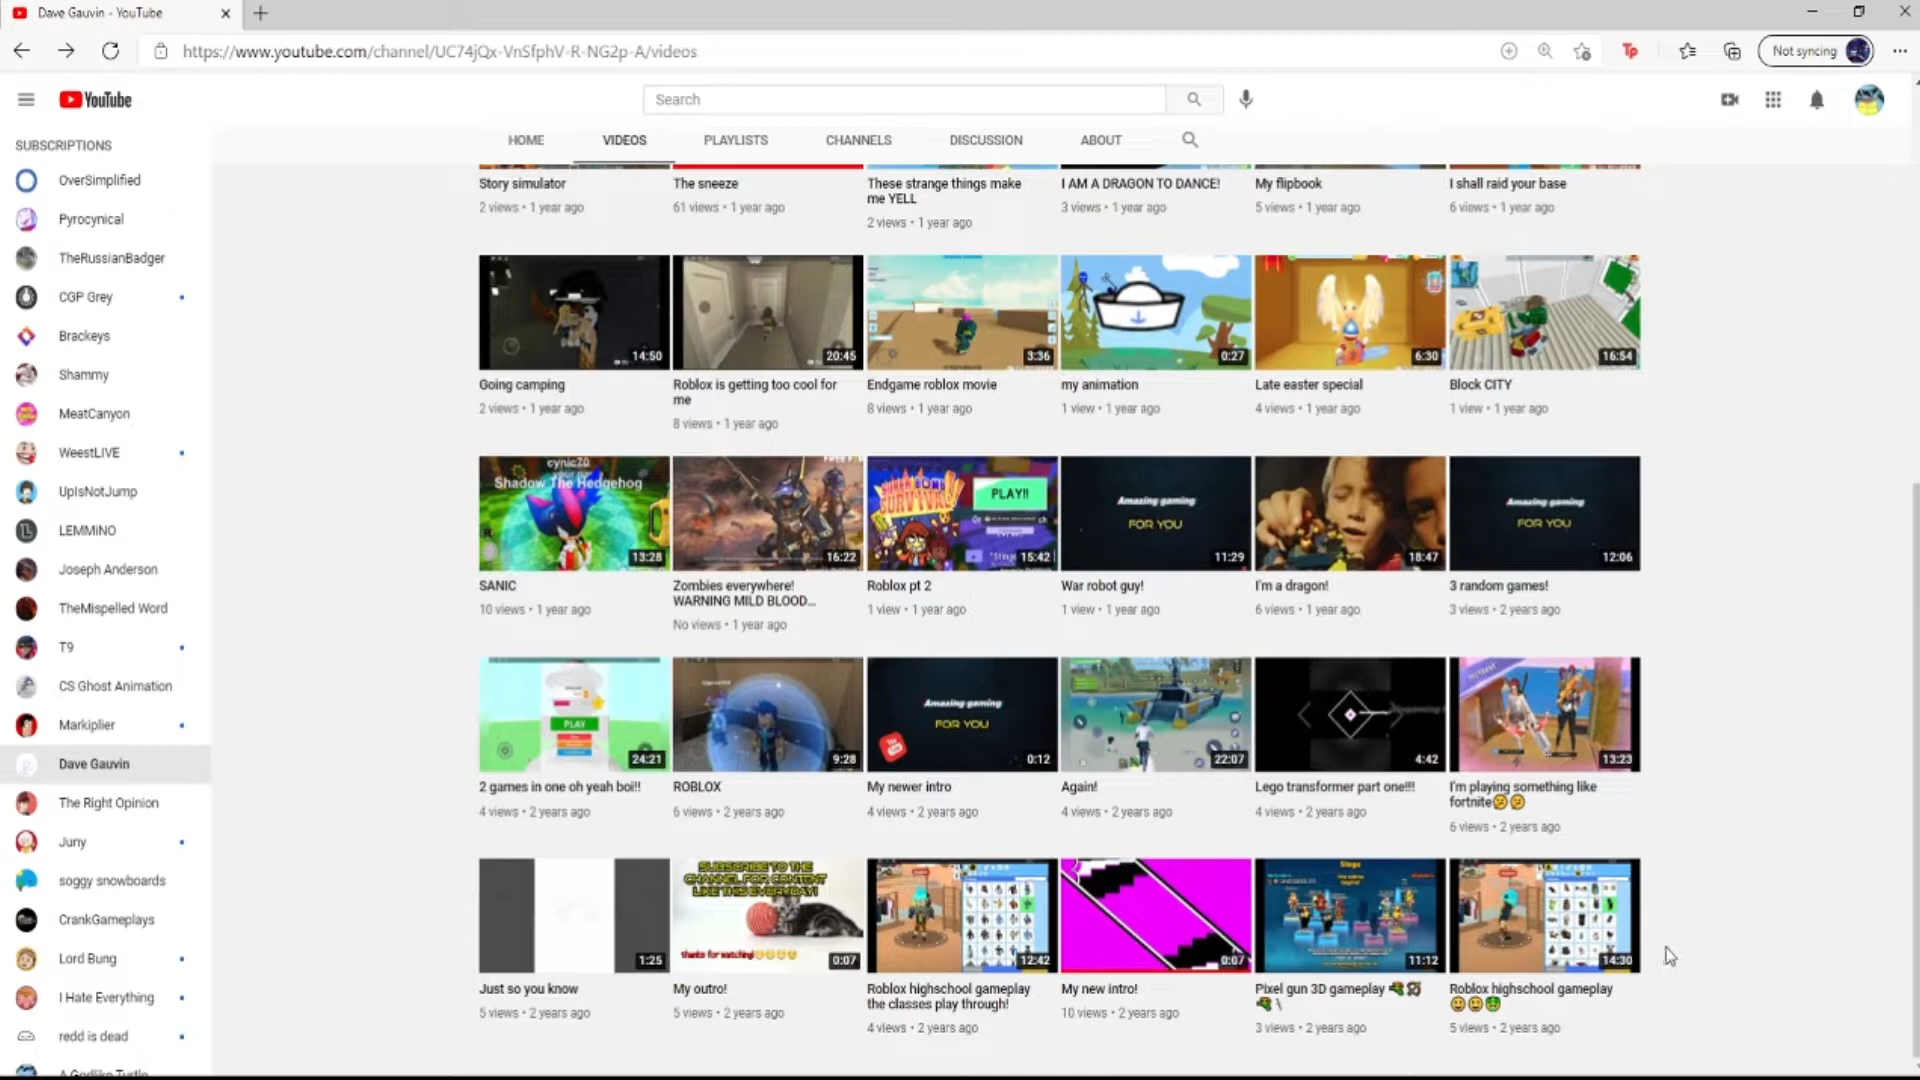 Dave Gauvin - YouTube
https://www.youtube.com/channel/UC74jQx-VnSfphV-R-NG2p-A/videos
Not syncing
YouTube
Search
HOME VIDEOS PLAYLISTS CHANNELS DISCUSSION ABOUT
SUBSCRIPTIONS
OverSimplified
Pyrocynical
TheRussianBadger
CGP Grey
Brackeys
Shammy
MeatCanyon
WeestLIVE
UpIsNotJump
LEMMiNO
Joseph Anderson
TheMispelled Word
T9
CS Ghost Animation
Markiplier
Dave Gauvin
The Right Opinion
Juny
soggy snowboards
CrankGameplays
Lord Bung
I Hate Everything
redd is dead
Story simulator
2 views • 1 year ago
The sneeze
61 views • 1 year ago
These strange things make
me YELL
2 views • 1 year ago
I AM A DRAGON TO DANCE!
3 views • 1 year ago
My flipbook
5 views • 1 year ago
I shall raid your base
6 views • 1 year ago
14:50
Going camping
2 views • 1 year ago
20:45
Roblox is getting too cool for
me
8 views • 1 year ago
3:36
Endgame roblox movie
8 views • 1 year ago
0:27
my animation
1 view • 1 year ago
6:30
Late easter special
4 views • 1 year ago
16:54
Block CITY
1 view • 1 year ago
cynic70
Shadow The Hedgehog
13:28
SANIC
10 views • 1 year ago
16:22
Zombies everywhere!
WARNING MILD BLOOD...
No views • 1 year ago
SURVIVAL!
PLAY!!
15:42
Roblox pt 2
1 view • 1 year ago
Amazing gaming
FOR YOU
11:29
War robot guy!
1 view • 1 year ago
18:47
I'm a dragon!
6 views • 1 year ago
Amazing gaming
FOR YOU
12:06
3 random games!
3 views • 2 years ago
PLAY
24:21
2 games in one oh yeah boi!!
4 views • 2 years ago
9:28
ROBLOX
6 views • 2 years ago
Amazing gaming
FOR YOU
0:12
My newer intro
4 views • 2 years ago
22:07
Again!
4 views • 2 years ago
4:42
Lego transformer part one!!!
4 views • 2 years ago
13:23
I'm playing something like
fortnite😕😕
6 views • 2 years ago
1:25
Just so you know
5 views • 2 years ago
SUBSCRIBE TO THE
CHANNEL FOR CONTENT
LIKE THIS EVERYDAY!
thanks for watching!
0:07
My outro!
5 views • 2 years ago
12:42
Roblox highschool gameplay
the classes play through!
4 views • 2 years ago
0:07
My new intro!
10 views • 2 years ago
11:12
Pixel gun 3D gameplay
\
3 views • 2 years ago
14:30
Roblox highschool gameplay
5 views • 2 years ago